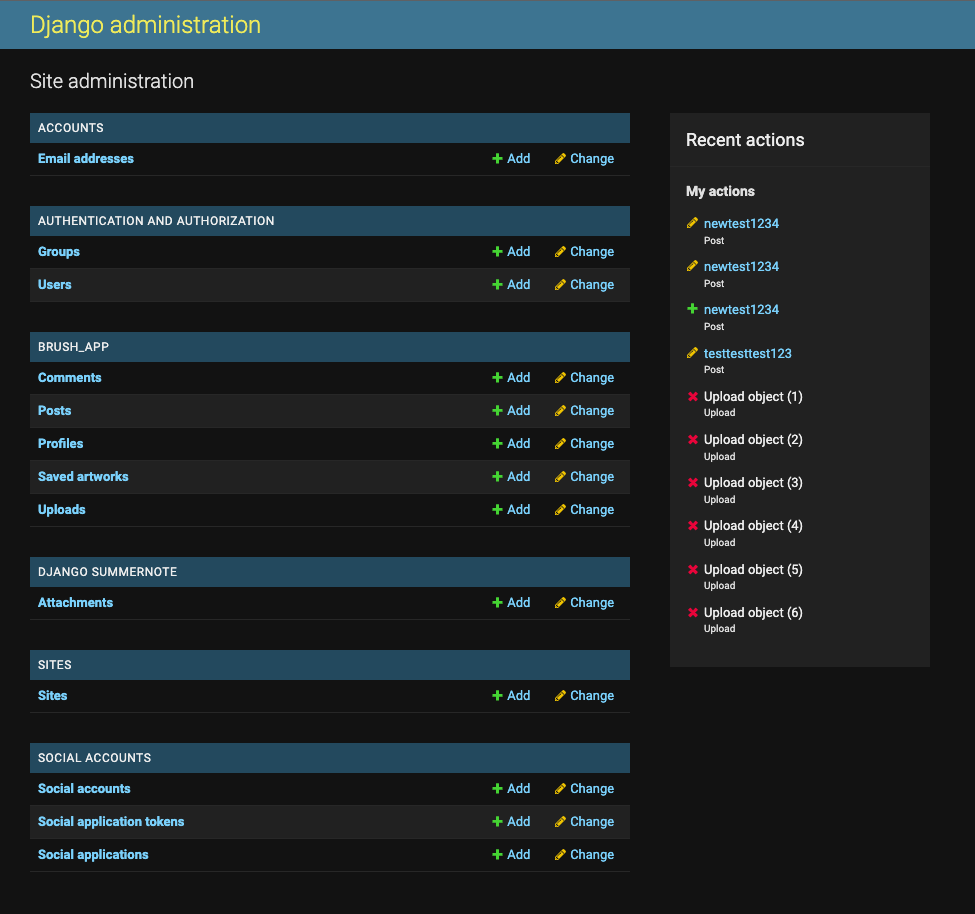 Django administration
Site administration
ACCOUNTS
Email addresses Add Change
AUTHENTICATION AND AUTHORIZATION
Groups Add Change
Users Add Change
BRUSH_APP
Comments Add Change
Posts Add Change
Profiles Add Change
Saved artworks Add Change
Uploads Add Change
DJANGO SUMMERNOTE
Attachments Add Change
SITES
Sites Add Change
SOCIAL ACCOUNTS
Social accounts Add Change
Social application tokens Add Change
Social applications Add Change
Recent actions
My actions
newtest1234
Post
newtest1234
Post
newtest1234
Post
testtesttest123
Post
Upload object (1)
Upload
Upload object (2)
Upload
Upload object (3)
Upload
Upload object (4)
Upload
Upload object (5)
Upload
Upload object (6)
Upload